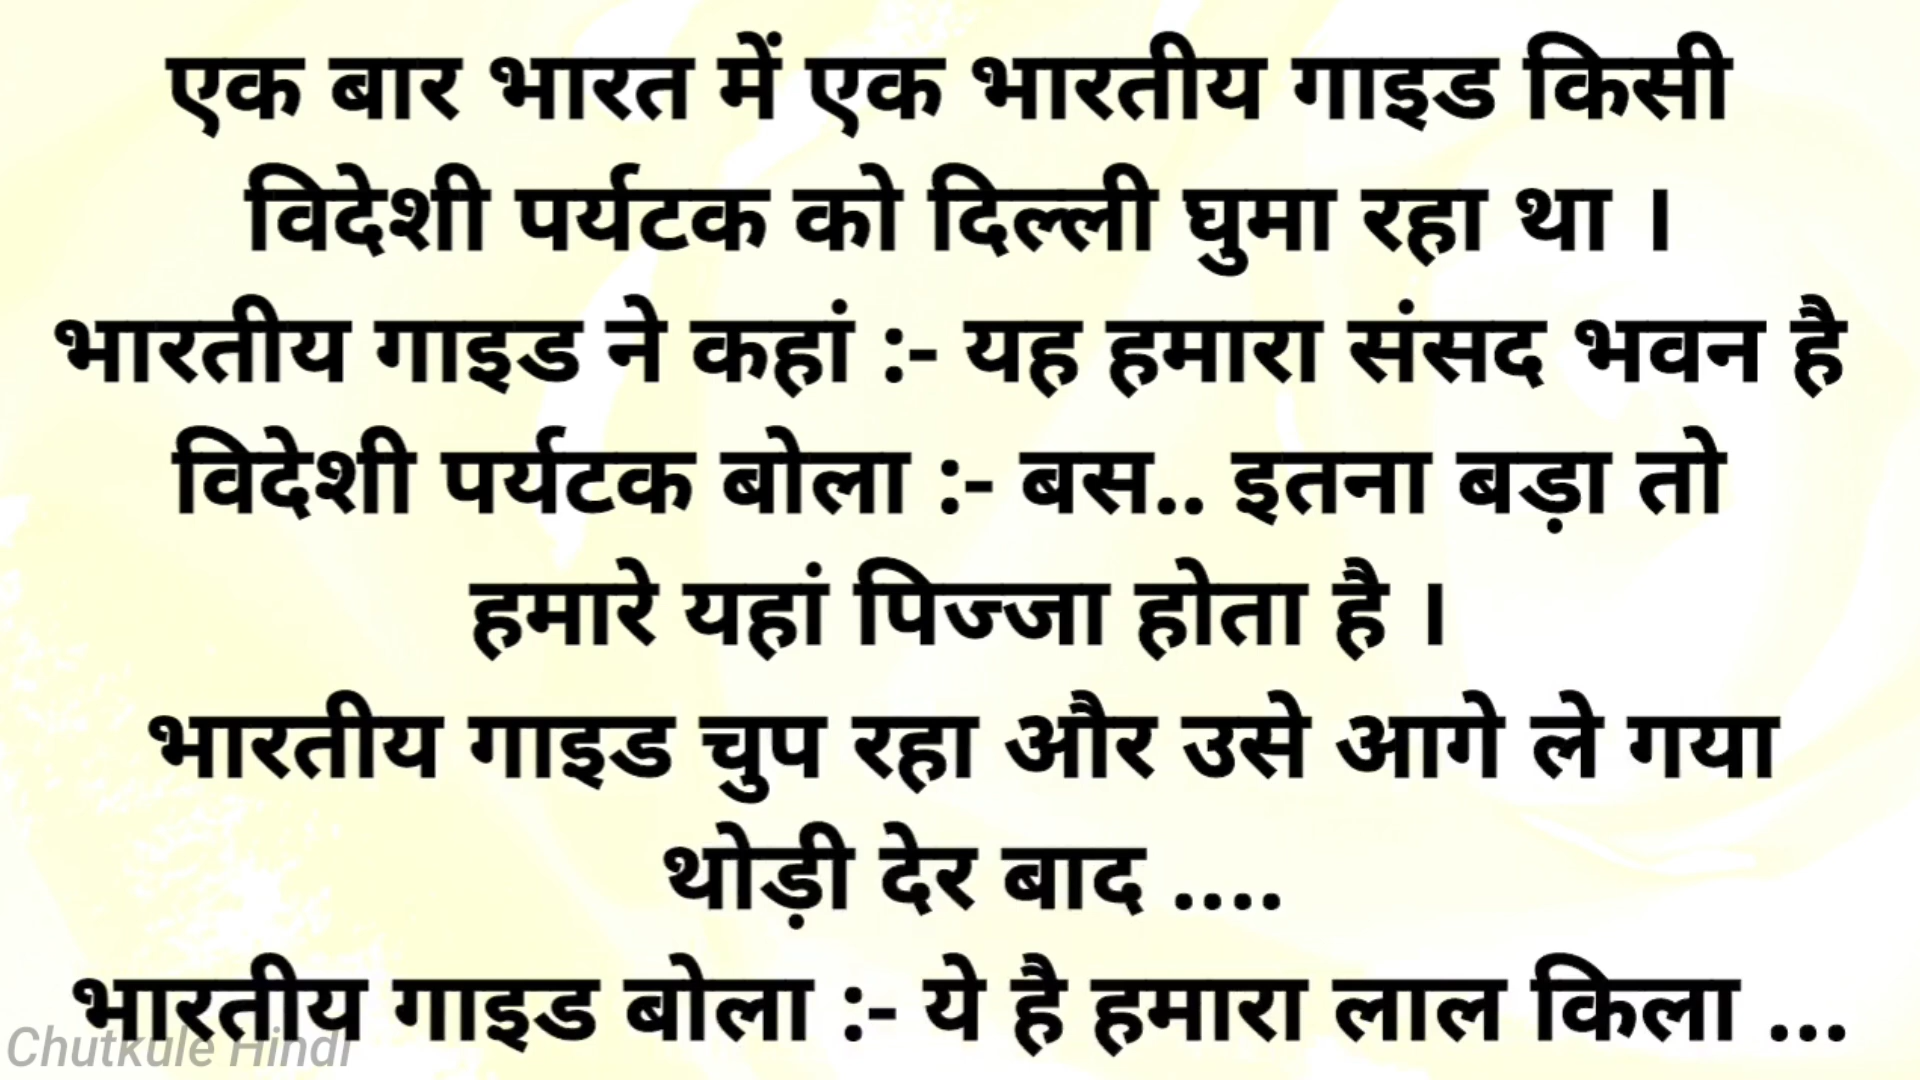 एक बार भारत में एक भारतीय गाइड किसी
विदेशी पर्यटक को दिल्ली घुमा रहा था ।
भारतीय गाइड ने कहां :- यह हमारा संसद भवन है
विदेशी पर्यटक बोला :- बस.. इतना बड़ा तो
हमारे यहां पिज्जा होता है ।
भारतीय गाइड चुप रहा और उसे आगे ले गया
थोड़ी देर बाद ....
भारतीय गाइड बोला :- ये है हमारा लाल किला ...
Chutkule Hindi